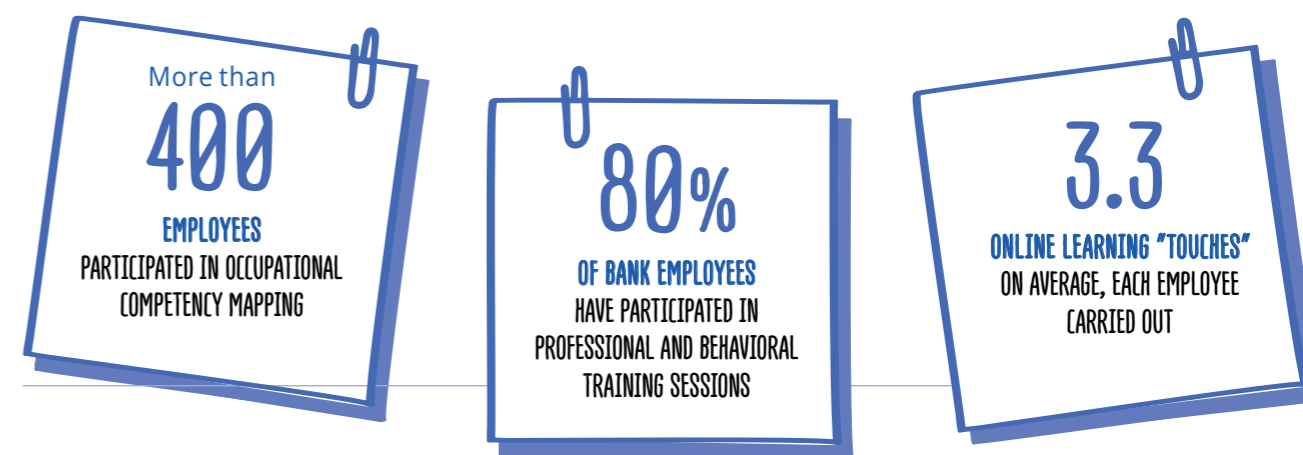 More than
400
EMPLOYEES
PARTICIPATED IN OCCUPATIONAL
COMPETENCY MAPPING
80%
OF BANK EMPLOYEES
HAVE PARTICIPATED IN
PROFESSIONAL AND BEHAVIORAL
TRAINING SESSIONS
3.3
ONLINE LEARNING "TOUCHES"
ON AVERAGE, EACH EMPLOYEE
CARRIED OUT